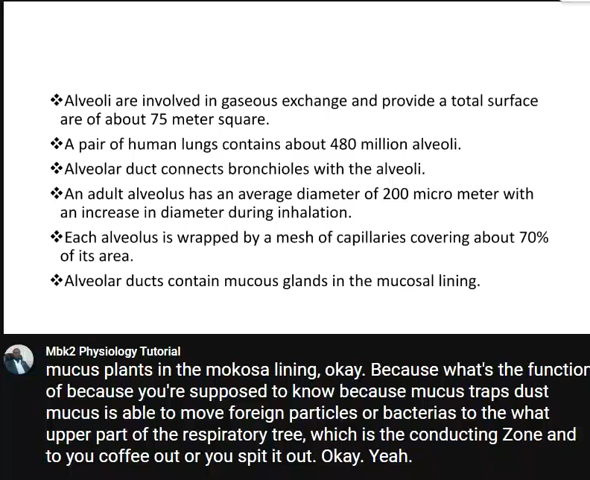 ❖Alveoli are involved in gaseous exchange and provide a total surface
are of about 75 meter square.
❖A pair of human lungs contains about 480 million alveoli.
❖Alveolar duct connects bronchioles with the alveoli.
❖An adult alveolus has an average diameter of 200 micro meter with
an increase in diameter during inhalation.
❖Each alveolus is wrapped by a mesh of capillaries covering about 70%
of its area.
❖Alveolar ducts contain mucous glands in the mucosal lining.
Mbk2 Physiology Tutorial
mucus plants in the mokosa lining, okay. Because what's the function
of because you're supposed to know because mucus traps dust
mucus is able to move foreign particles or bacterias to the what
upper part of the respiratory tree, which is the conducting Zone and
to you coffee out or you spit it out. Okay. Yeah.